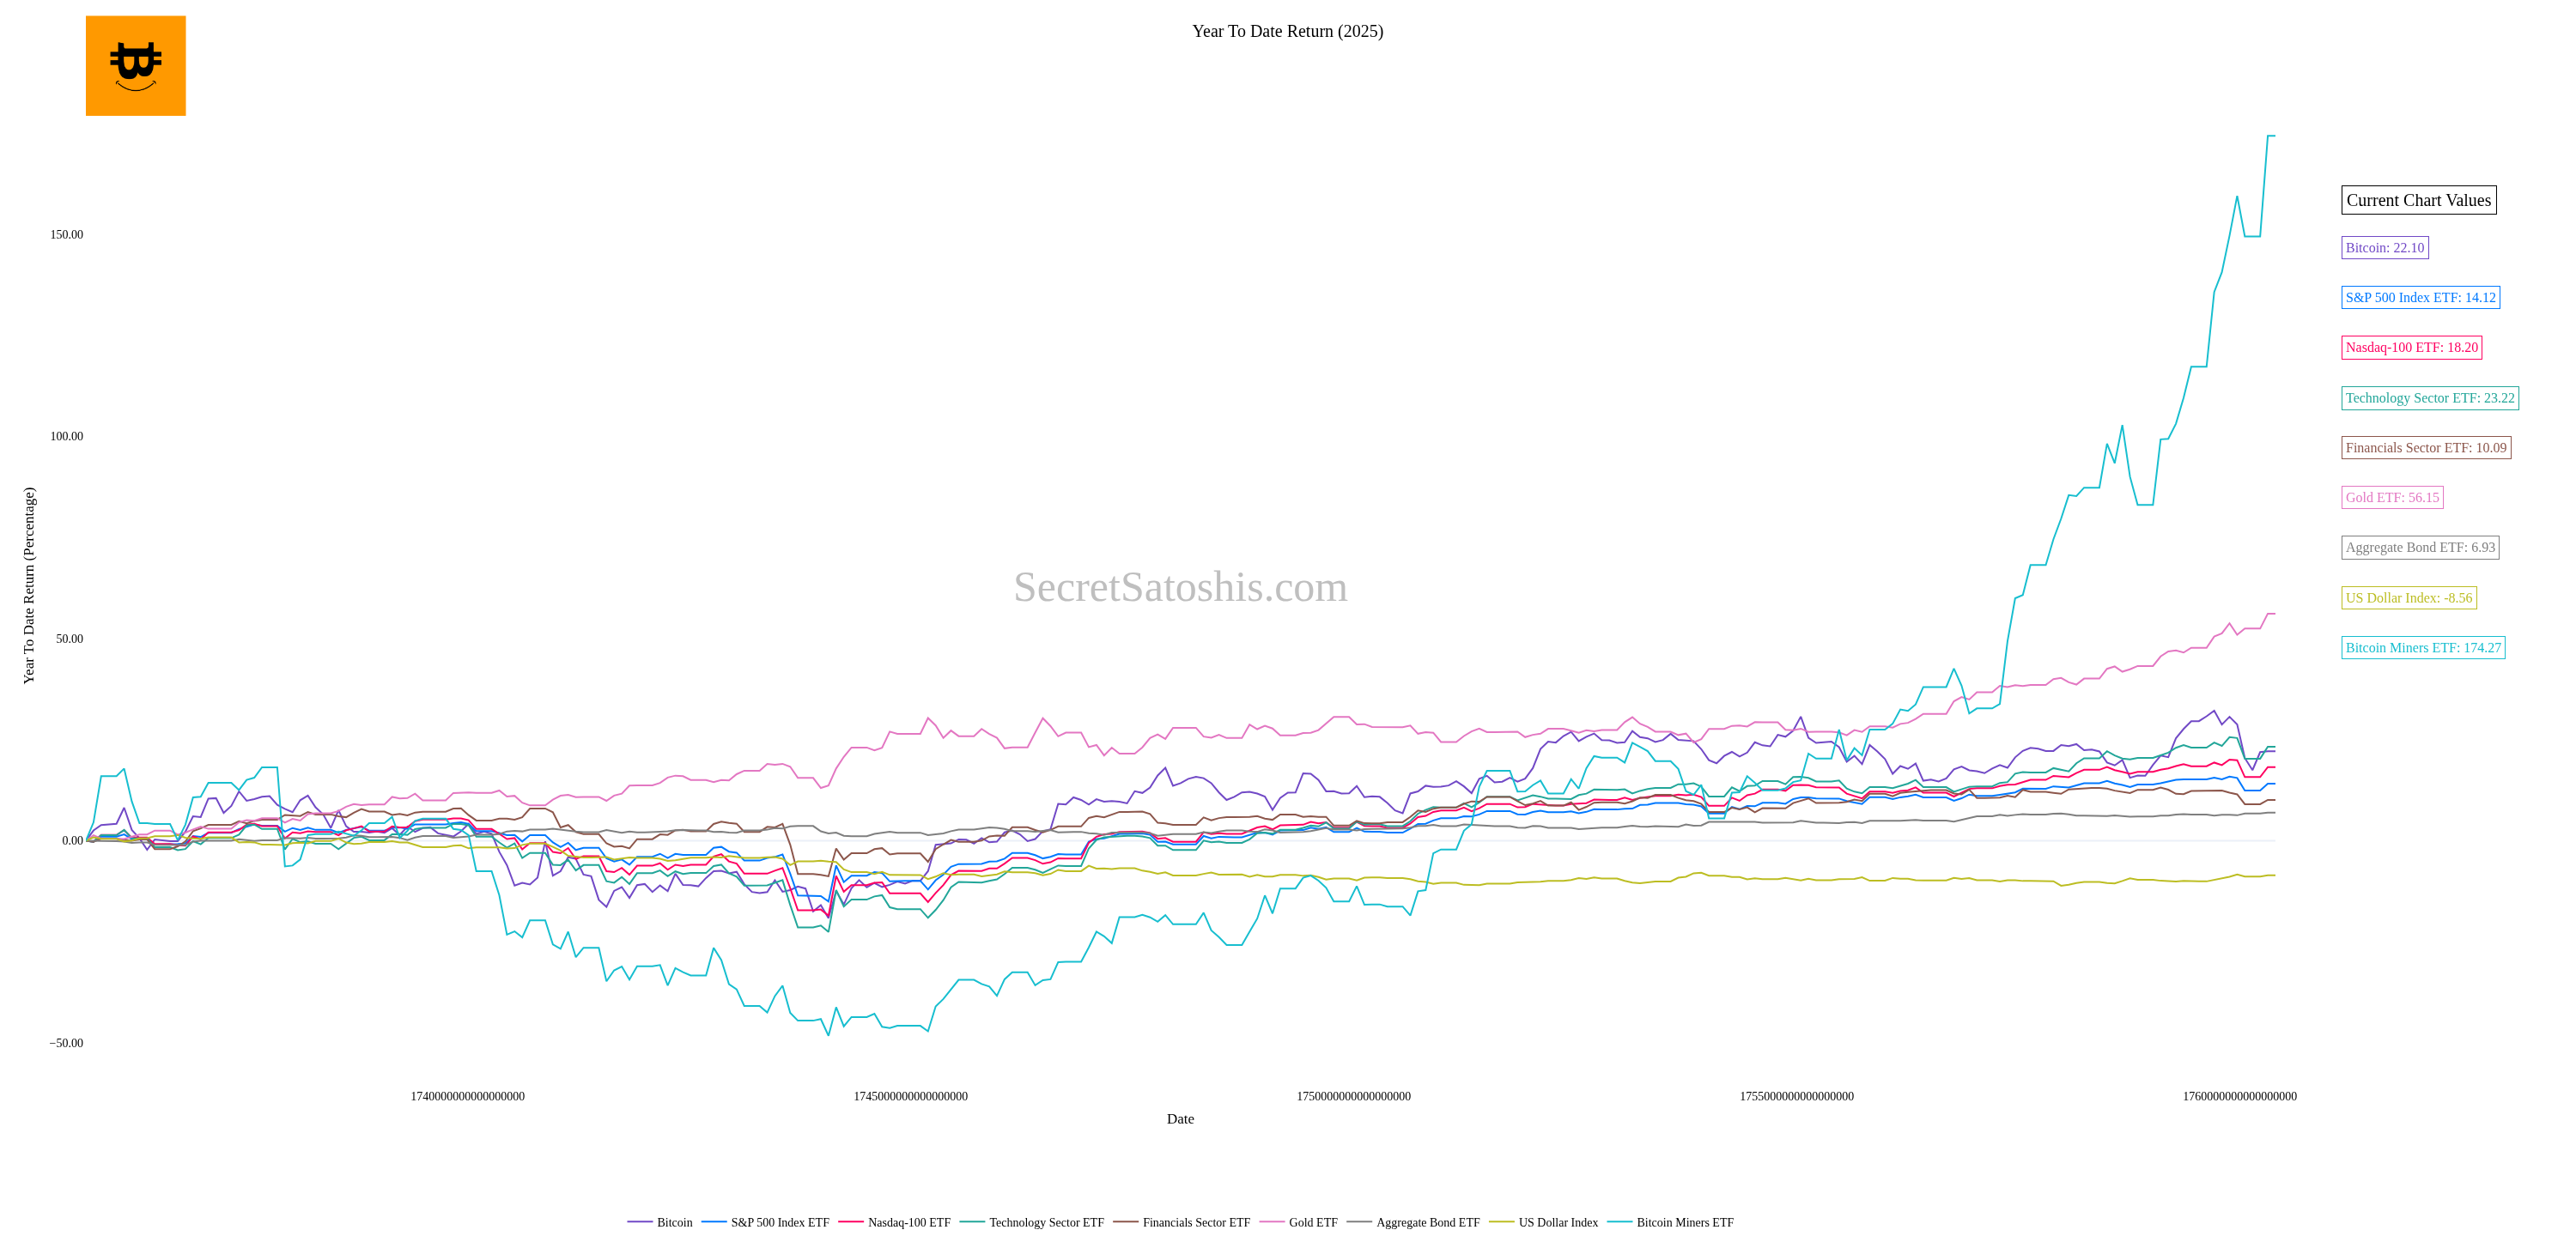 Year To Date Return (2025)
Current Chart Values
Bitcoin: 22.10
S&P 500 Index ETF: 14.12
Nasdaq-100 ETF: 18.20
Technology Sector ETF: 23.22
Financials Sector ETF: 10.09
Gold ETF: 56.15
Aggregate Bond ETF: 6.93
US Dollar Index: -8.56
Bitcoin Miners ETF: 174.27
Year To Date Return (Percentage)
150.00
100.00
50.00
0.00
−50.00
SecretSatoshis.com
1740000000000000000 1745000000000000000 1750000000000000000 1755000000000000000 1760000000000000000
Date
Bitcoin S&P 500 Index ETF Nasdaq-100 ETF Technology Sector ETF Financials Sector ETF Gold ETF Aggregate Bond ETF US Dollar Index Bitcoin Miners ETF